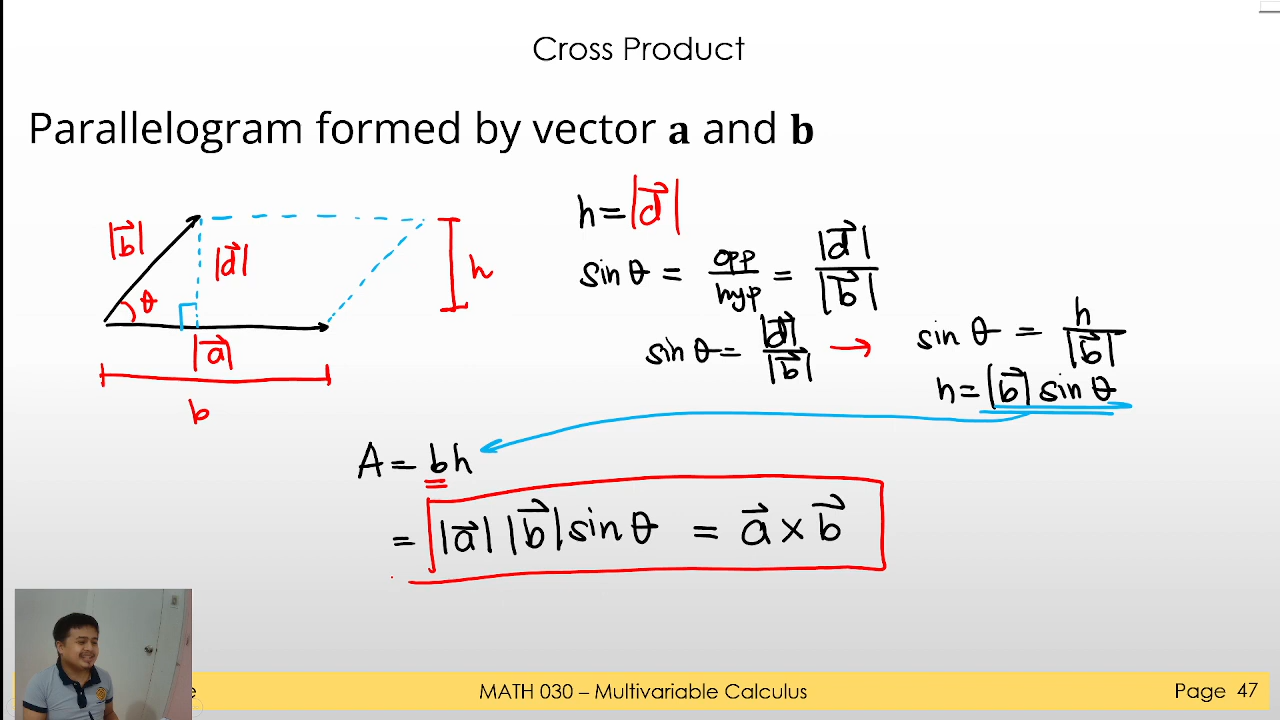 Cross Product
Parallelogram formed by vector a and b
|b⃗|
|d⃗|
θ
|a⃗|
b
h
h = |d⃗|
sin θ = opp/hyp = |d⃗|/|b⃗|
sin θ = |d⃗|/|b⃗| → sin θ = h/|b⃗|
h = |b⃗| sin θ
A = bh
= |a⃗| |b⃗| sin θ = a⃗ × b⃗
MATH 030 – Multivariable Calculus
Page 47